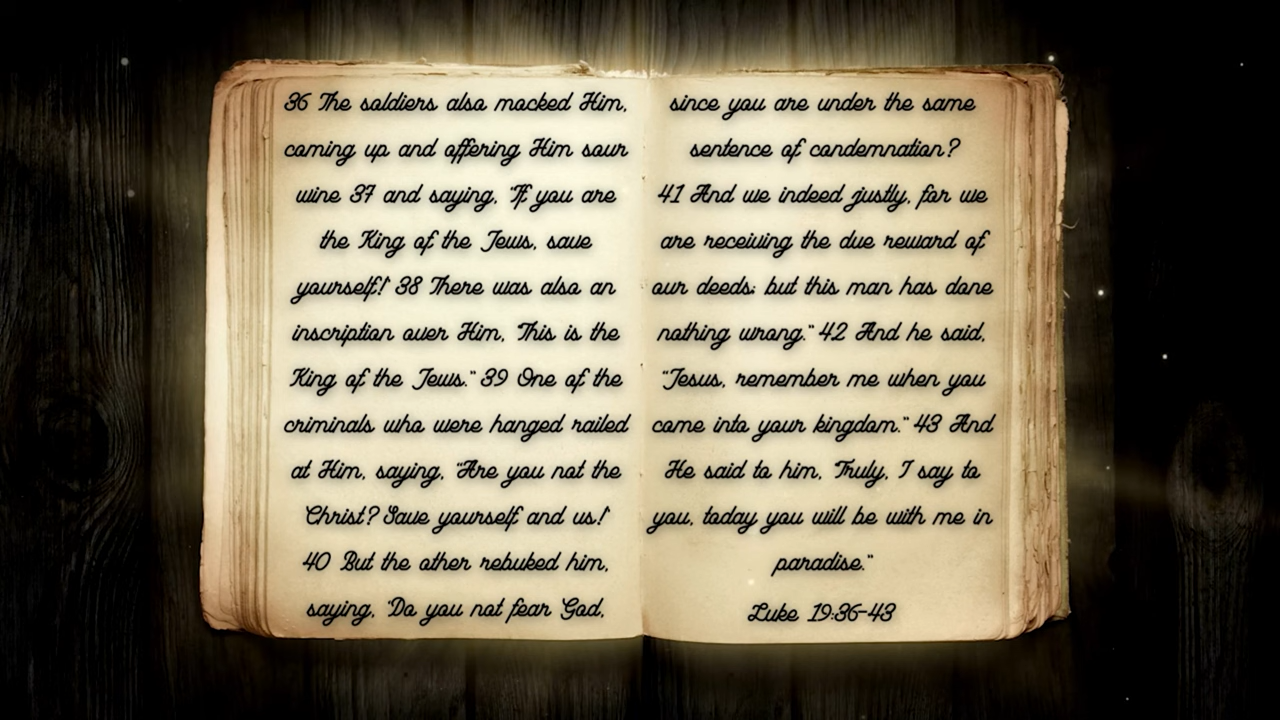 36 The soldiers also mocked Him,
coming up and offering Him sour
wine 37 and saying, "If you are
the King of the Jews, save
yourself!" 38 There was also an
inscription over Him, "This is the
King of the Jews." 39 One of the
criminals who were hanged railed
at Him, saying, "Are you not the
Christ? Save yourself and us!"
40 But the other rebuked him,
saying, "Do you not fear God,
since you are under the same
sentence of condemnation?
41 And we indeed justly, for we
are receiving the due reward of
our deeds; but this man has done
nothing wrong." 42 And he said,
"Jesus, remember me when you
come into your kingdom." 43 And
He said to him, Truly, I say to
you, today you will be with me in
paradise."
Luke 19:36-43